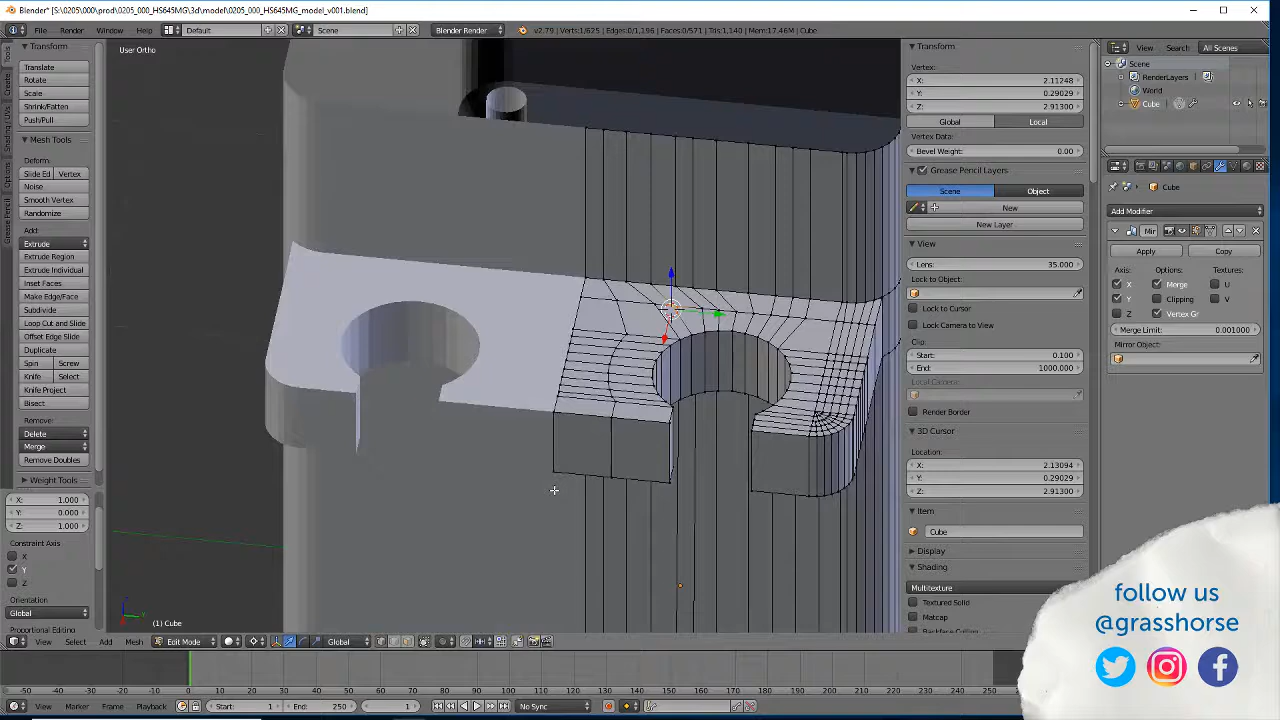 Blender* [S:\0205\000\prod\0205_000_HS645MG\3d\model\0205_000_HS645MG_model_v001.blend]
File Render Window Help Default Scene Blender Render v2.79 | Verts:1/625 | Edges:0/1,196 | Faces:0/571 | Tris:1,140 | Mem:17.46M | Cube
View Search All Scenes
Transform
Translate
Rotate
Scale
Shrink/Fatten
Push/Pull
Mesh Tools
Deform:
Slide Ed Vertex
Noise
Smooth Vertex
Randomize
Add:
Extrude
Extrude Region
Extrude Individual
Inset Faces
Make Edge/Face
Subdivide
Loop Cut and Slide
Offset Edge Slide
Duplicate
Spin Screw
Knife Select
Knife Project
Bisect
Remove:
Delete
Merge
Remove Doubles
Weight Tools
X: 1.000
Y: 0.000
Z: 1.000
Constraint Axis
X
Y
Z
Orientation
Global
Proportional Editing
Tools
Create
Shading / UVs
Options
Grease Pencil
User Ortho
(1) Cube
View Select Add Mesh Edit Mode Global
Transform
Vertex:
X: 2.11248
Y: 0.29029
Z: 2.91300
Global Local
Vertex Data:
Bevel Weight: 0.00
Grease Pencil Layers
Scene Object
New
New Layer
View
Lens: 35.000
Lock to Object:
Lock to Cursor
Lock Camera to View
Clip:
Start: 0.100
End: 1000.000
Local Camera:
Render Border
3D Cursor
Location:
X: 2.13094
Y: 0.29029
Z: 2.91300
Item
Cube
Display
Shading
Multitexture
Textured Solid
Matcap
Backface Culling
Scene
RenderLayers
World
Cube
Cube
Add Modifier
Mir
Apply Copy
Axis: Options: Textures:
X Merge U
Y Clipping V
Z Vertex Gr
Merge Limit: 0.001000
Mirror Object:
follow us
@grasshorse
-50 -40 -30 -20 -10 0 10 20 30 40 50 60 70 80 90 100 110 120 130 140 150 160 170 180 190 200 210 220 230 240 250
View Marker Frame Playback Start: 1 End: 250 1 No Sync